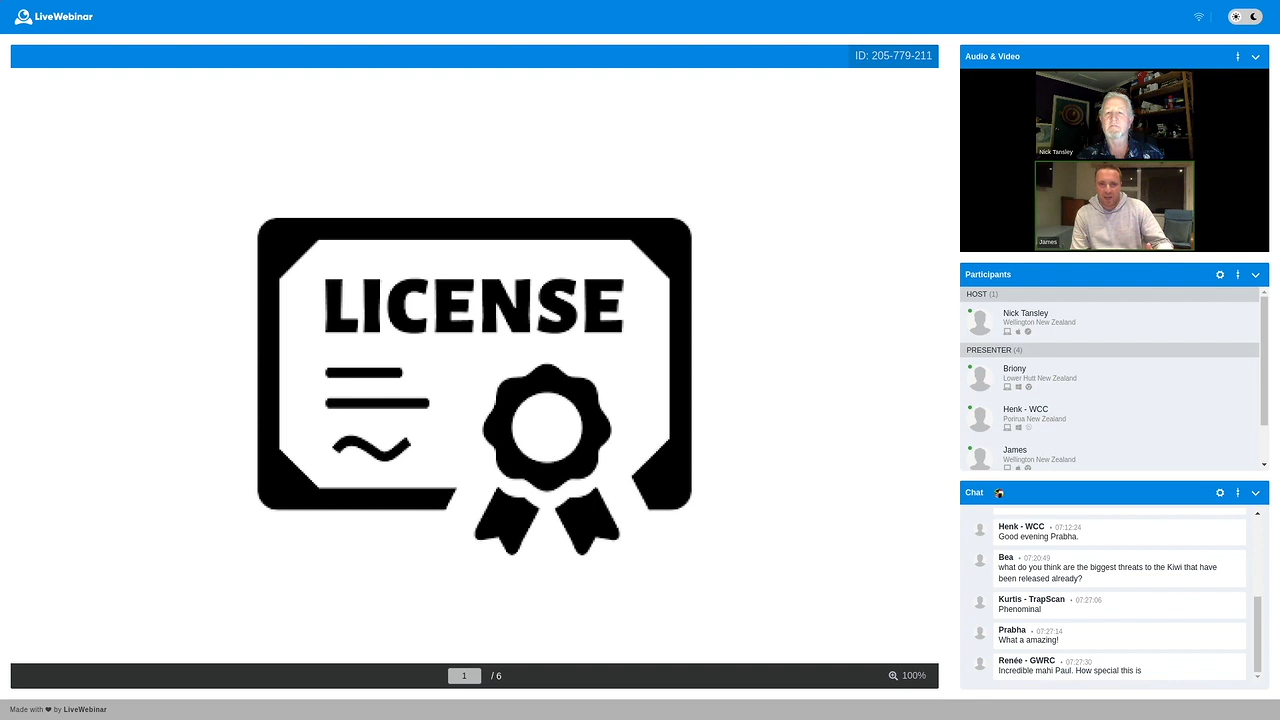 LiveWebinar
ID: 205-779-211
LICENSE
1 / 6
100%
Audio & Video
Nick Tansley
James
Participants
HOST (1)
Nick Tansley
Wellington New Zealand
PRESENTER (4)
Briony
Lower Hutt New Zealand
Henk - WCC
Porirua New Zealand
James
Wellington New Zealand
Chat
Henk - WCC • 07:12:24
Good evening Prabha.
Bea • 07:20:49
what do you think are the biggest threats to the Kiwi that have
been released already?
Kurtis - TrapScan • 07:27:06
Phenominal
Prabha • 07:27:14
What a amazing!
Renée - GWRC • 07:27:30
Incredible mahi Paul. How special this is
Made with ❤ by LiveWebinar